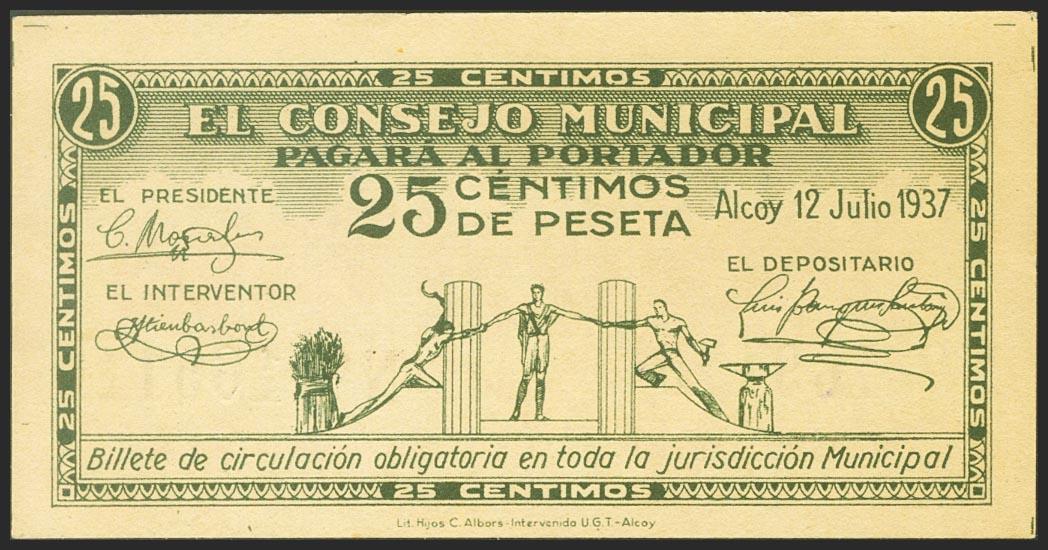 25 CENTIMOS
25 25
EL CONSEJO MUNICIPAL
PAGARA AL PORTADOR
25 CENTIMOS DE PESETA
Alcoy 12 Julio 1937
EL PRESIDENTE
EL INTERVENTOR
EL DEPOSITARIO
25 CENTIMOS
25 CENTIMOS
Billete de circulación obligatoria en toda la jurisdicción Municipal
25 CENTIMOS
Lit. Hijos C. Albors-Intervenida U.G.T.-Alcoy